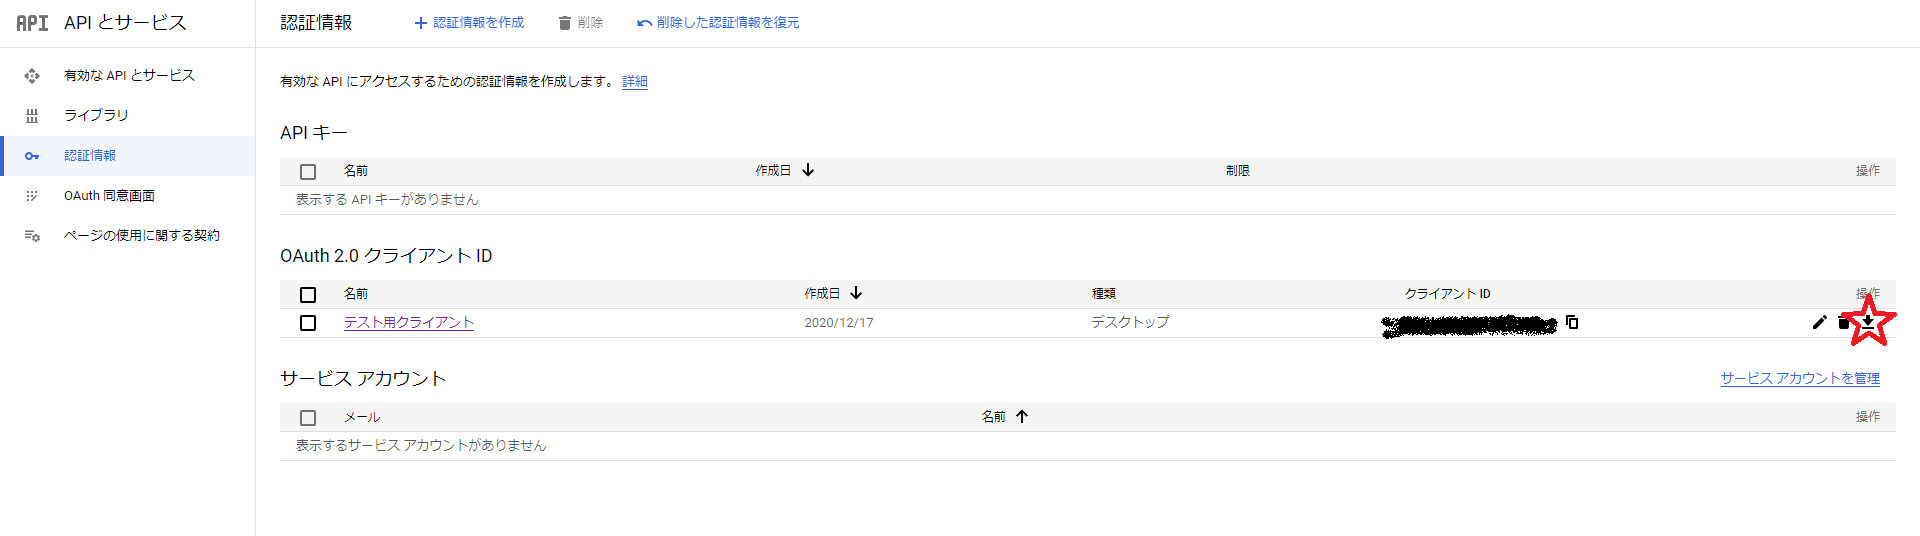 API API とサービス
認証情報 認証情報を作成 削除 削除した認証情報を復元
有効な API とサービス
ライブラリ
認証情報
OAuth 同意画面
ページの使用に関する契約
有効な API にアクセスするための認証情報を作成します。 詳細
API キー
名前 作成日 制限 操作
表示する API キーがありません
OAuth 2.0 クライアント ID
名前 作成日 種類 クライアント ID 操作
テスト用クライアント 2020/12/17 デスクトップ
サービス アカウント サービス アカウントを管理
メール 名前 操作
表示するサービス アカウントがありません